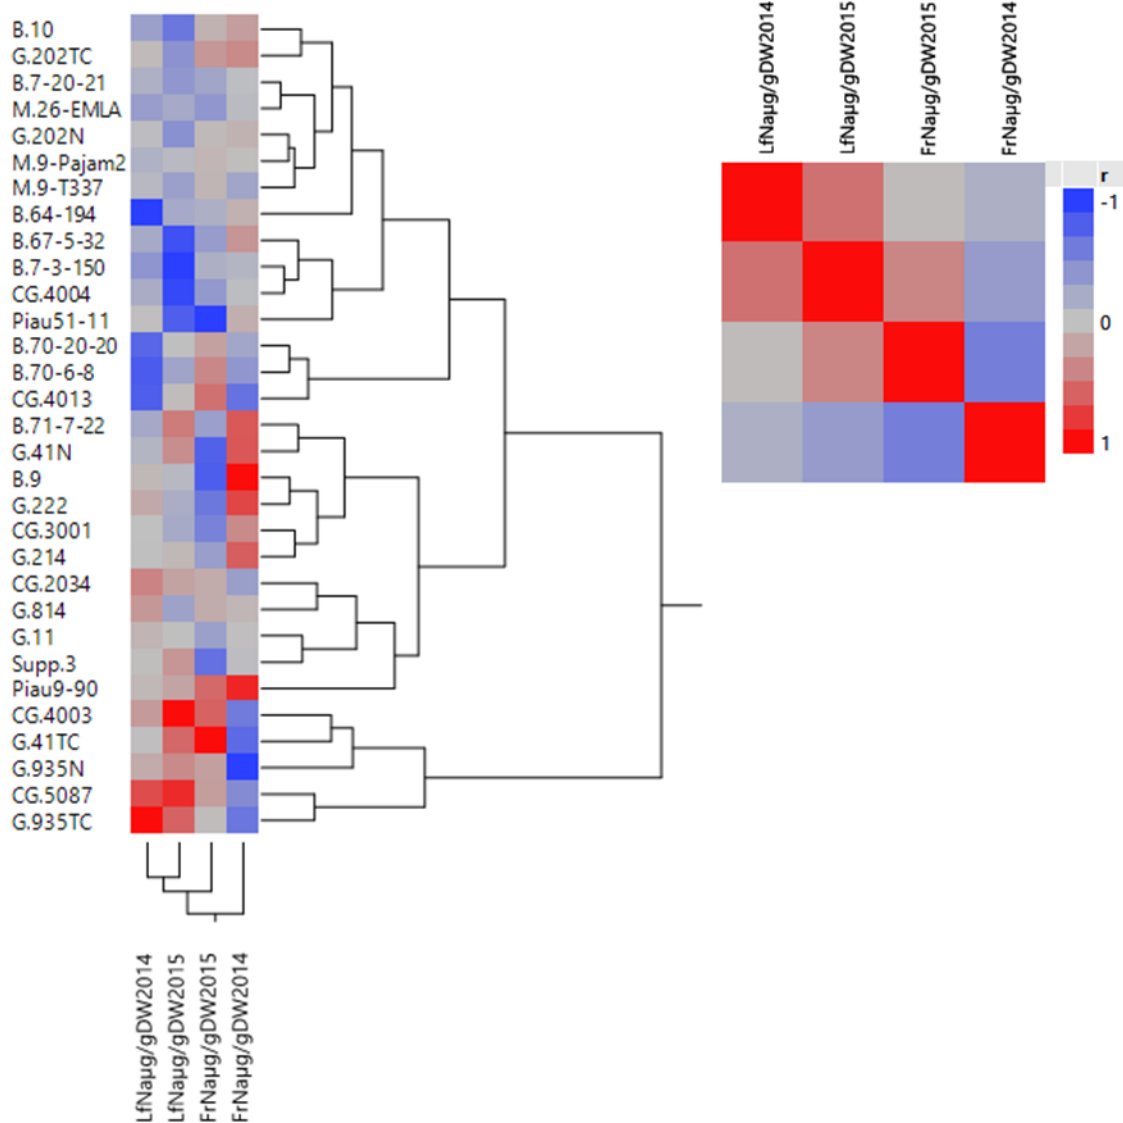 B.10
G.202TC
B.7-20-21
M.26-EMLA
G.202N
M.9-Pajam2
M.9-T337
B.64-194
B.67-5-32
B.7-3-150
CG.4004
Piau51-11
B.70-20-20
B.70-6-8
CG.4013
B.71-7-22
G.41N
B.9
G.222
CG.3001
G.214
CG.2034
G.814
G.11
Supp.3
Piau9-90
CG.4003
G.41TC
G.935N
CG.5087
G.935TC
LfNaµg/gDW2014
LfNaµg/gDW2015
FrNaµg/gDW2015
FrNaµg/gDW2014
LfNaµg/gDW2014
LfNaµg/gDW2015
FrNaµg/gDW2015
FrNaµg/gDW2014
r
-1
0
1